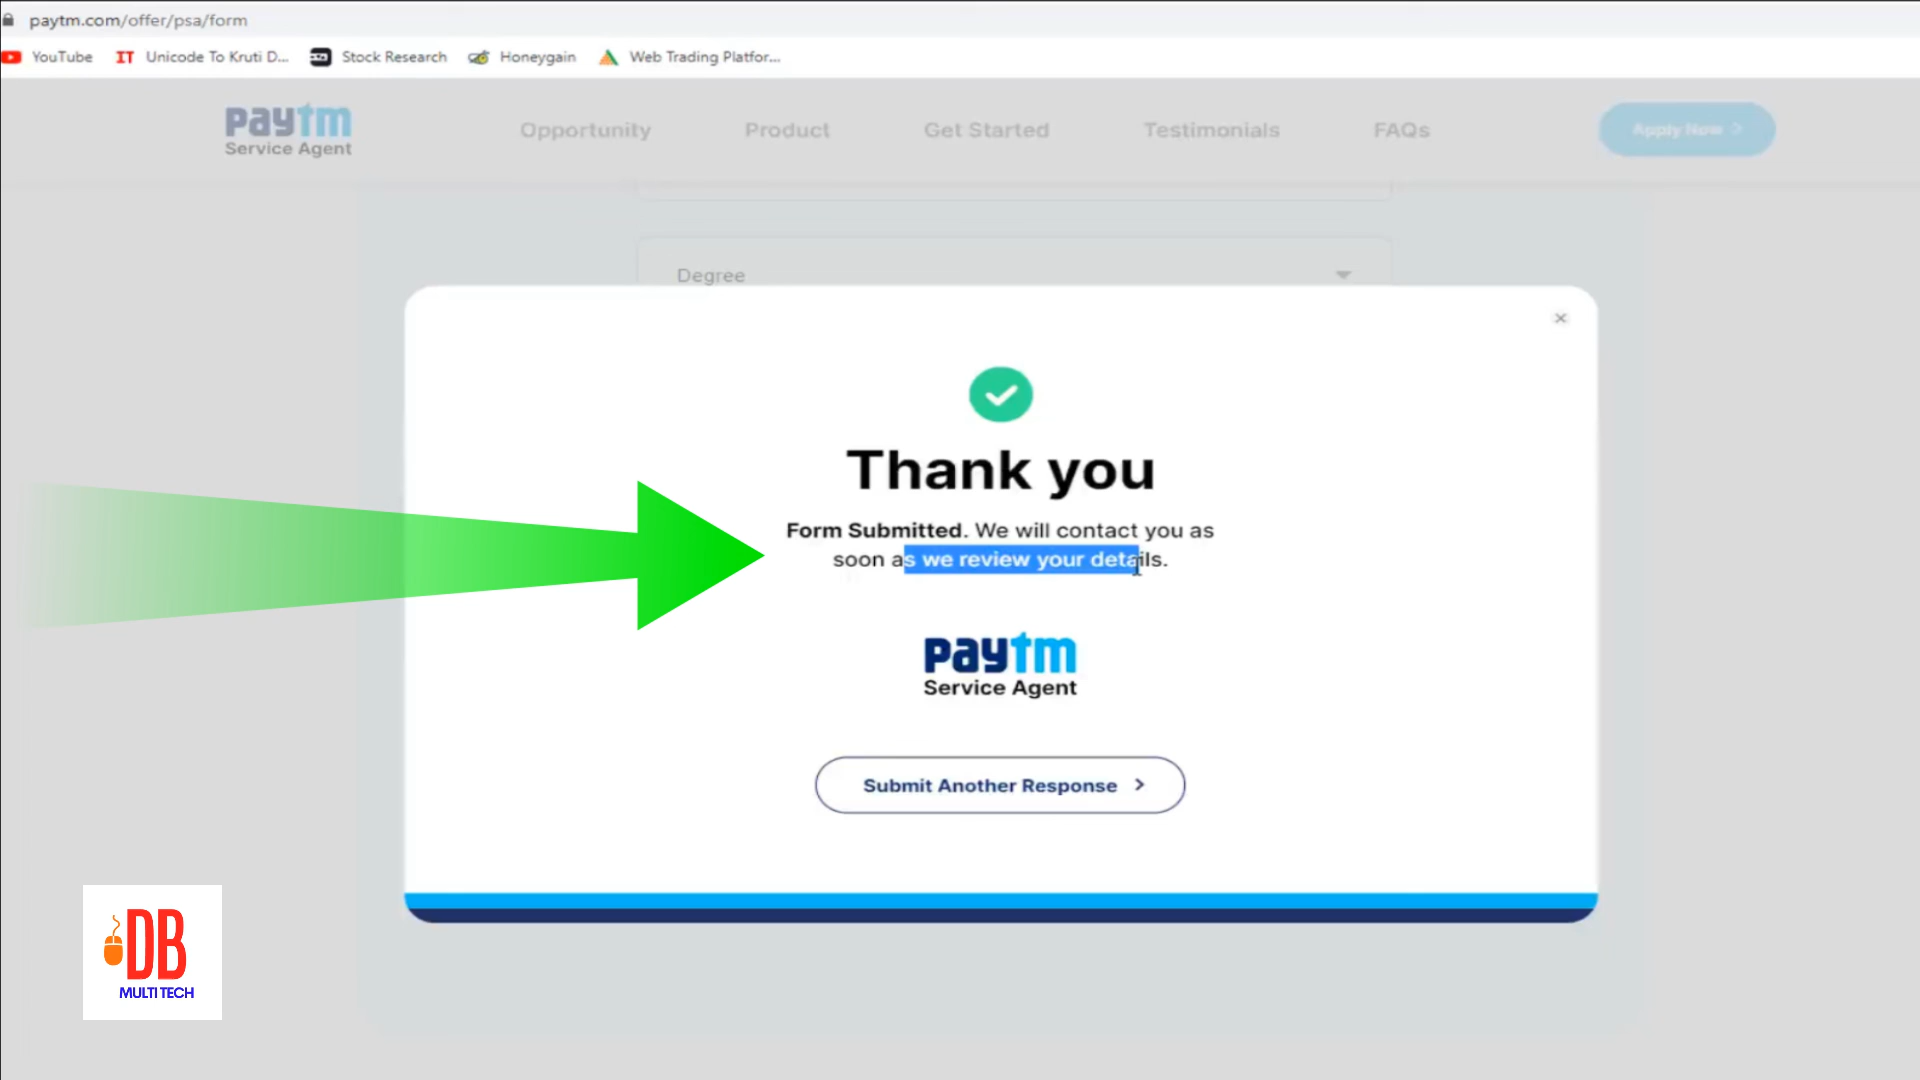 paytm.com/offer/psa/form
YouTube IT Unicode To Kruti D... Stock Research Honeygain Web Trading Platfor...
paytm
Service Agent
Opportunity Product Get Started Testimonials FAQs Apply Now >
Degree
×
Thank you
Form Submitted. We will contact you as
soon as we review your details.
paytm
Service Agent
Submit Another Response >
DB
MULTI TECH